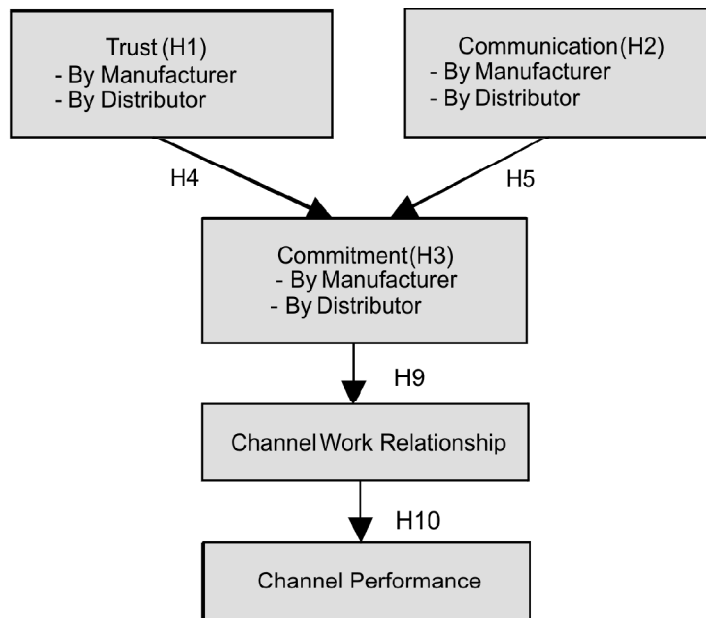 Trust (H1)
- By Manufacturer
- By Distributor
Communication (H2)
- By Manufacturer
- By Distributor
H4
H5
Commitment (H3)
- By Manufacturer
- By Distributor
H9
Channel Work Relationship
H10
Channel Performance